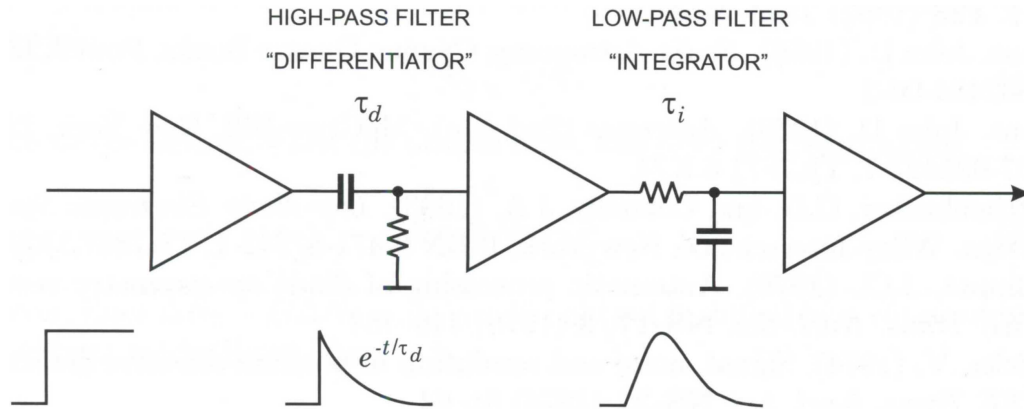 HIGH-PASS FILTER
"DIFFERENTIATOR"
τd
LOW-PASS FILTER
"INTEGRATOR"
τi
e-t/τd